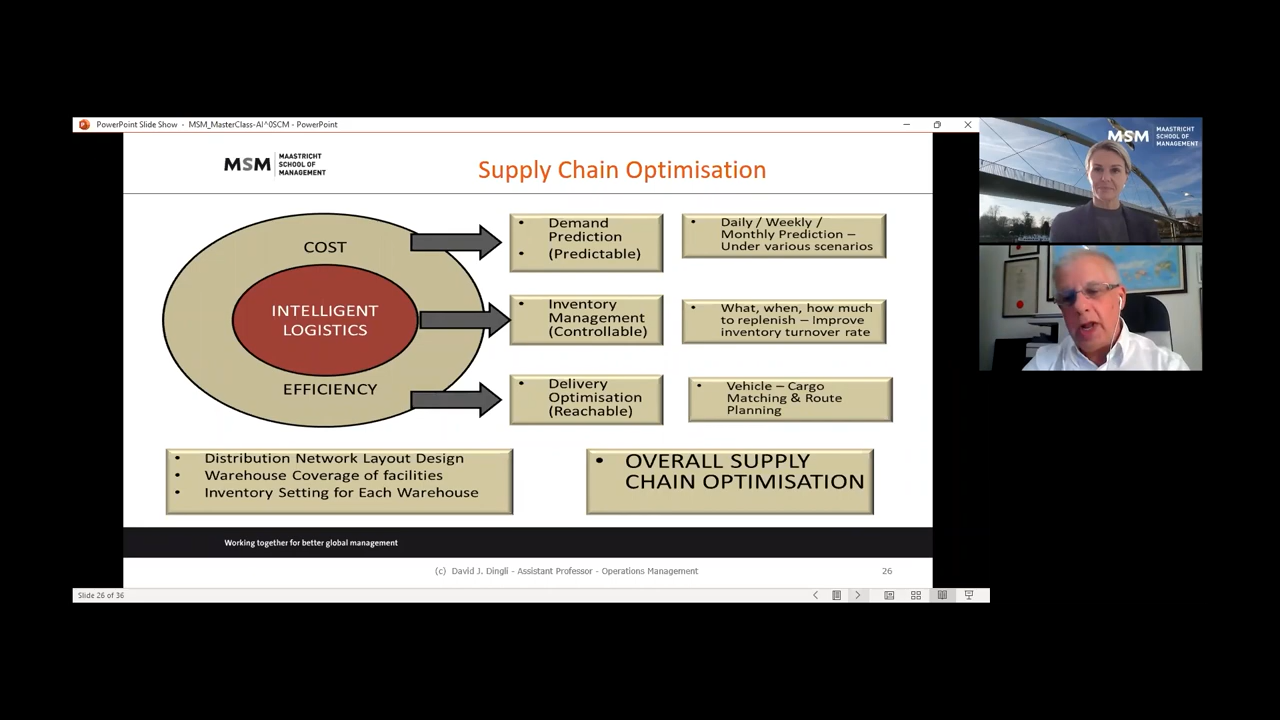 PowerPoint Slide Show - MSM_MasterClass-AI^0SCM - PowerPoint
MSM
MAASTRICHT
SCHOOL OF
MANAGEMENT
Supply Chain Optimisation
COST
INTELLIGENT
LOGISTICS
EFFICIENCY
• Demand
Prediction
• (Predictable)
• Daily / Weekly /
Monthly Prediction –
Under various scenarios
• Inventory
Management
(Controllable)
• What, when, how much
to replenish – Improve
inventory turnover rate
• Delivery
Optimisation
(Reachable)
• Vehicle – Cargo
Matching & Route
Planning
• Distribution Network Layout Design
• Warehouse Coverage of facilities
• Inventory Setting for Each Warehouse
• OVERALL SUPPLY
CHAIN OPTIMISATION
Working together for better global management
(c) David J. Dingli - Assistant Professor - Operations Management
26
Slide 26 of 36
MSM
MAASTRICHT
SCHOOL OF
MANAGEMENT